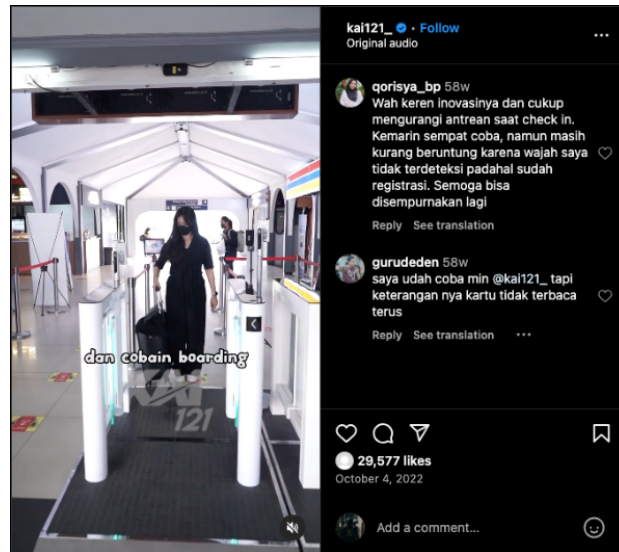 dan cobain boarding
KAI
121
kai121_ • Follow
Original audio
qorisya_bp 58w
Wah keren inovasinya dan cukup
mengurangi antrean saat check in.
Kemarin sempat coba, namun masih
kurang beruntung karena wajah saya
tidak terdeteksi padahal sudah
registrasi. Semoga bisa
disempurnakan lagi
Reply See translation
gurudeden 58w
saya udah coba min @kai121_ tapi
keterangan nya kartu tidak terbaca
terus
Reply See translation
29,577 likes
October 4, 2022
Add a comment...